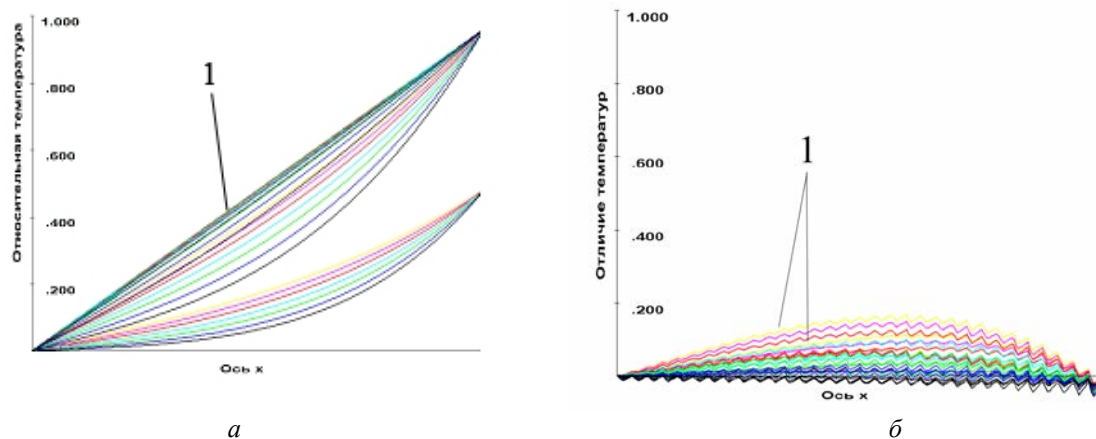 1.000
.800
.600
.400
.200
Относительная температура
1
Ось x
а
1.000
.800
.600
.400
.200
Отличие температур
1
Ось x
б